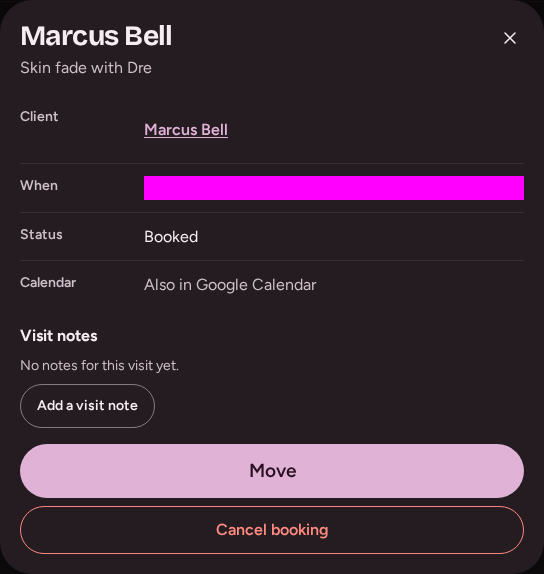 Marcus Bell
Skin fade with Dre
Client
Marcus Bell
When
Status
Booked
Calendar
Also in Google Calendar
Visit notes
No notes for this visit yet.
Add a visit note
Move
Cancel booking